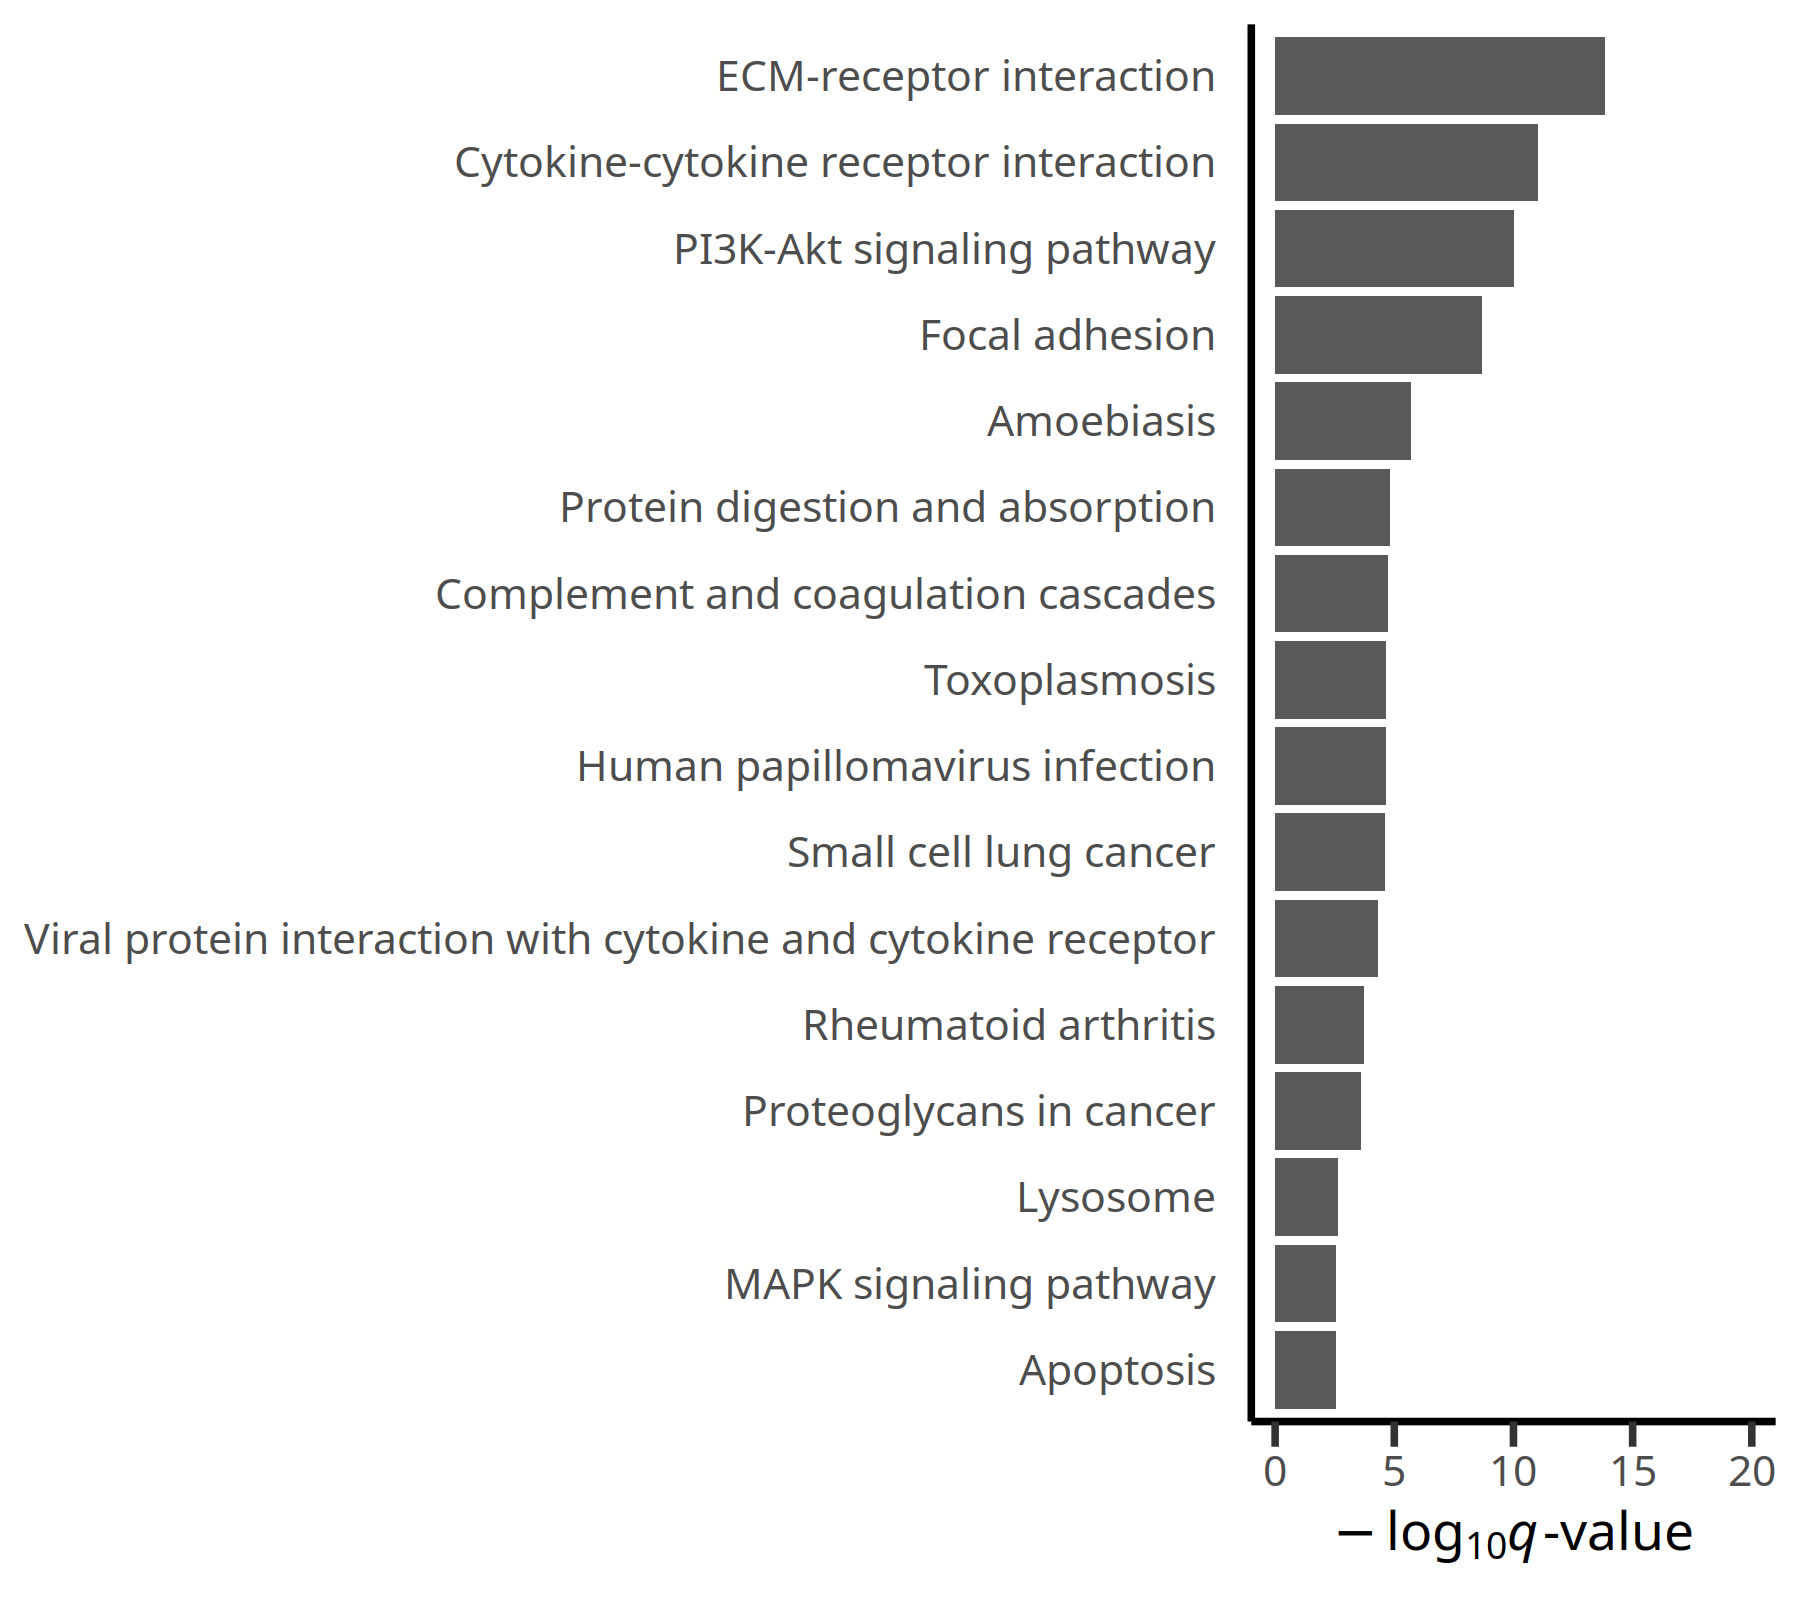 ECM-receptor interaction
Cytokine-cytokine receptor interaction
PI3K-Akt signaling pathway
Focal adhesion
Amoebiasis
Protein digestion and absorption
Complement and coagulation cascades
Toxoplasmosis
Human papillomavirus infection
Small cell lung cancer
Viral protein interaction with cytokine and cytokine receptor
Rheumatoid arthritis
Proteoglycans in cancer
Lysosome
MAPK signaling pathway
Apoptosis
0 5 10 15 20
− log₁₀q-value